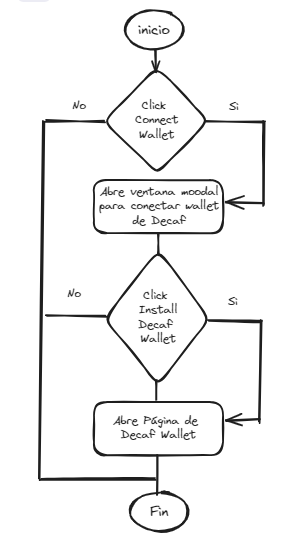 inicio
Click
Connect
Wallet
No
Si
Abre ventana moodal
para conectar wallet
de Decaf
Click
Install
Decaf
Wallet
No
Si
Abre Página de
Decaf Wallet
Fin